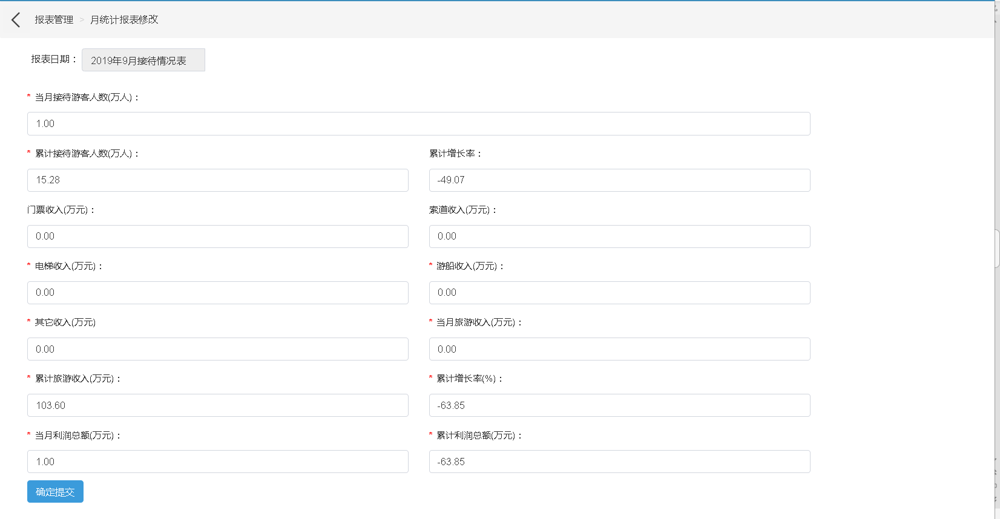 报表管理 > 月统计报表修改
报表日期： 2019年9月接待情况表
* 当月接待游客人数(万人)：
1.00
* 累计接待游客人数(万人)： 累计增长率：
15.28 -49.07
门票收入(万元)： 索道收入(万元)：
0.00 0.00
* 电梯收入(万元)： * 游船收入(万元)：
0.00 0.00
* 其它收入(万元) * 当月旅游收入(万元)：
0.00 0.00
* 累计旅游收入(万元)： * 累计增长率(%)：
103.60 -63.85
* 当月利润总额(万元)： * 累计利润总额(万元)：
1.00 -63.85
确定提交